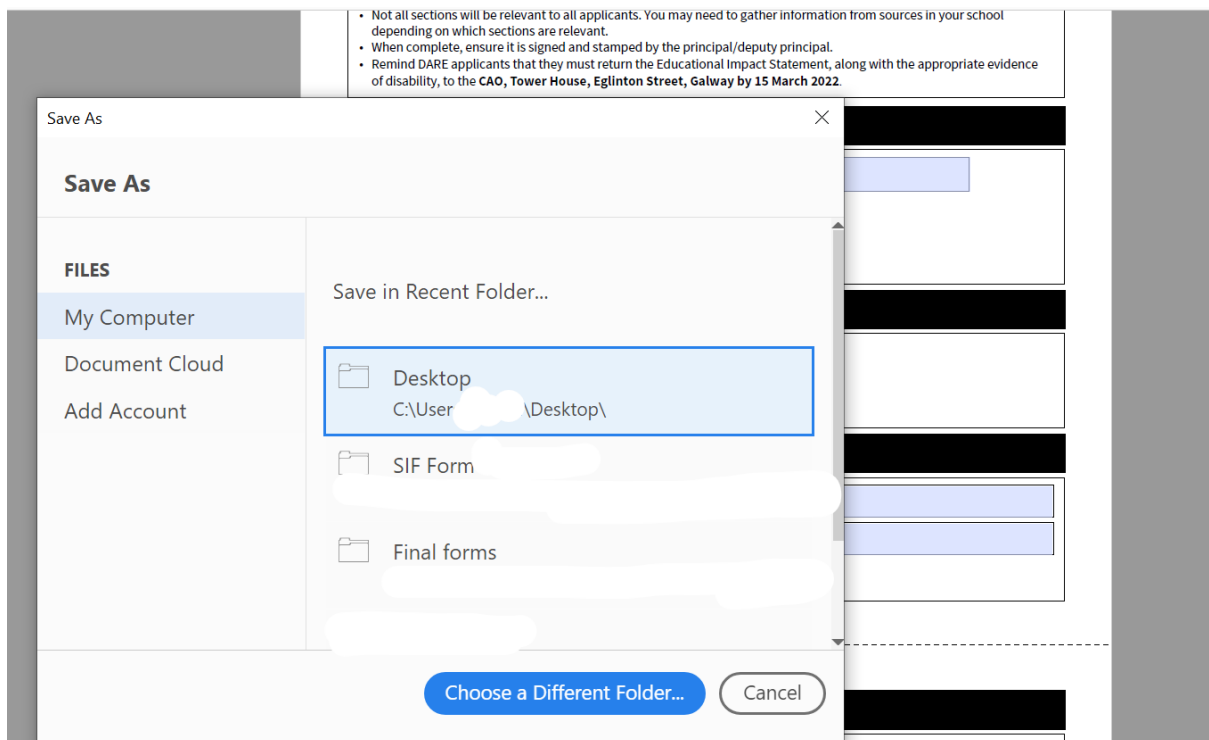 • Not all sections will be relevant to all applicants. You may need to gather information from sources in your school
depending on which sections are relevant.
• When complete, ensure it is signed and stamped by the principal/deputy principal.
• Remind DARE applicants that they must return the Educational Impact Statement, along with the appropriate evidence
of disability, to the CAO, Tower House, Eglinton Street, Galway by 15 March 2022.
Save As
Save As
FILES
My Computer
Document Cloud
Add Account
Save in Recent Folder...
Desktop
C:\User \Desktop\
SIF Form
Final forms
Choose a Different Folder...
Cancel